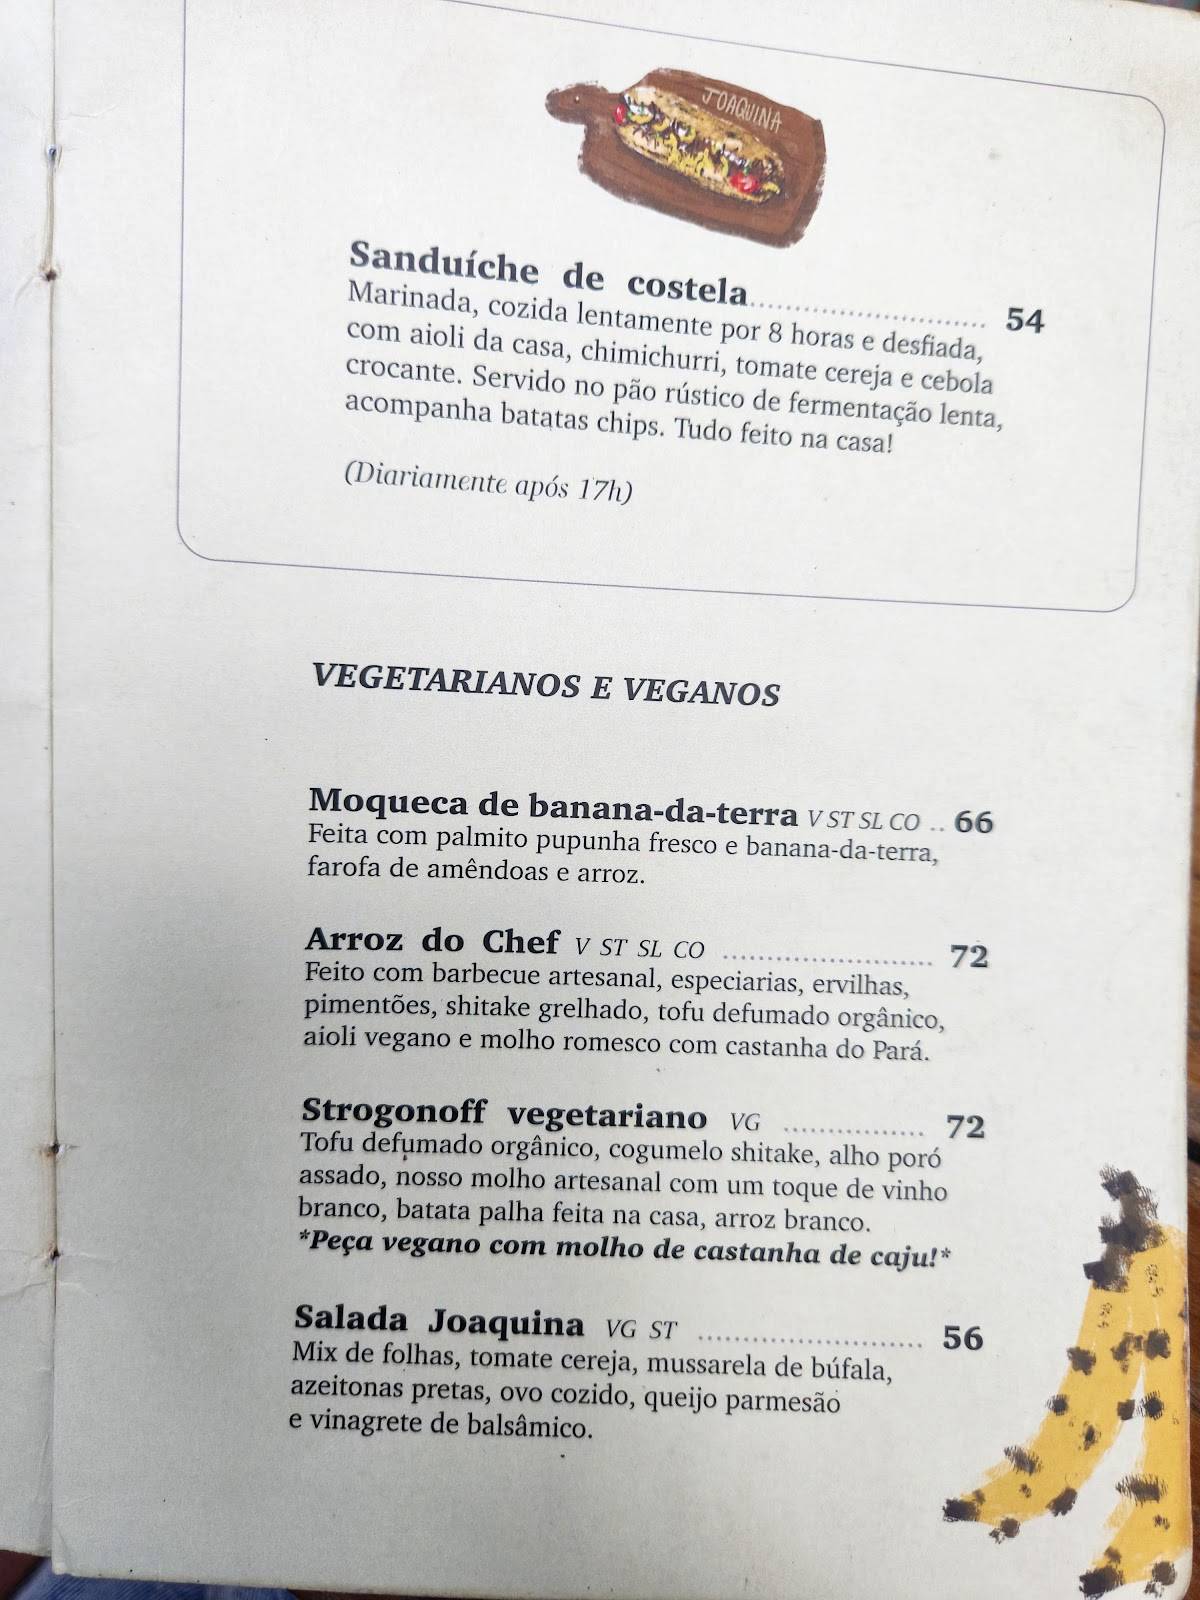 JOAQUINA
Sanduíche de costela........................ 54
Marinada, cozida lentamente por 8 horas e desfiada,
com aioli da casa, chimichurri, tomate cereja e cebola
crocante. Servido no pão rústico de fermentação lenta,
acompanha batatas chips. Tudo feito na casa!
(Diariamente após 17h)
VEGETARIANOS E VEGANOS
Moqueca de banana-da-terra V ST SL CO .. 66
Feita com palmito pupunha fresco e banana-da-terra,
farofa de amêndoas e arroz.
Arroz do Chef V ST SL CO ........................ 72
Feito com barbecue artesanal, especiarias, ervilhas,
pimentões, shitake grelhado, tofu defumado orgânico,
aioli vegano e molho romesco com castanha do Pará.
Strogonoff vegetariano VG ................ 72
Tofu defumado orgânico, cogumelo shitake, alho poró
assado, nosso molho artesanal com um toque de vinho
branco, batata palha feita na casa, arroz branco.
*Peça vegano com molho de castanha de caju!*
Salada Joaquina VG ST ......................... 56
Mix de folhas, tomate cereja, mussarela de búfala,
azeitonas pretas, ovo cozido, queijo parmesão
e vinagrete de balsâmico.